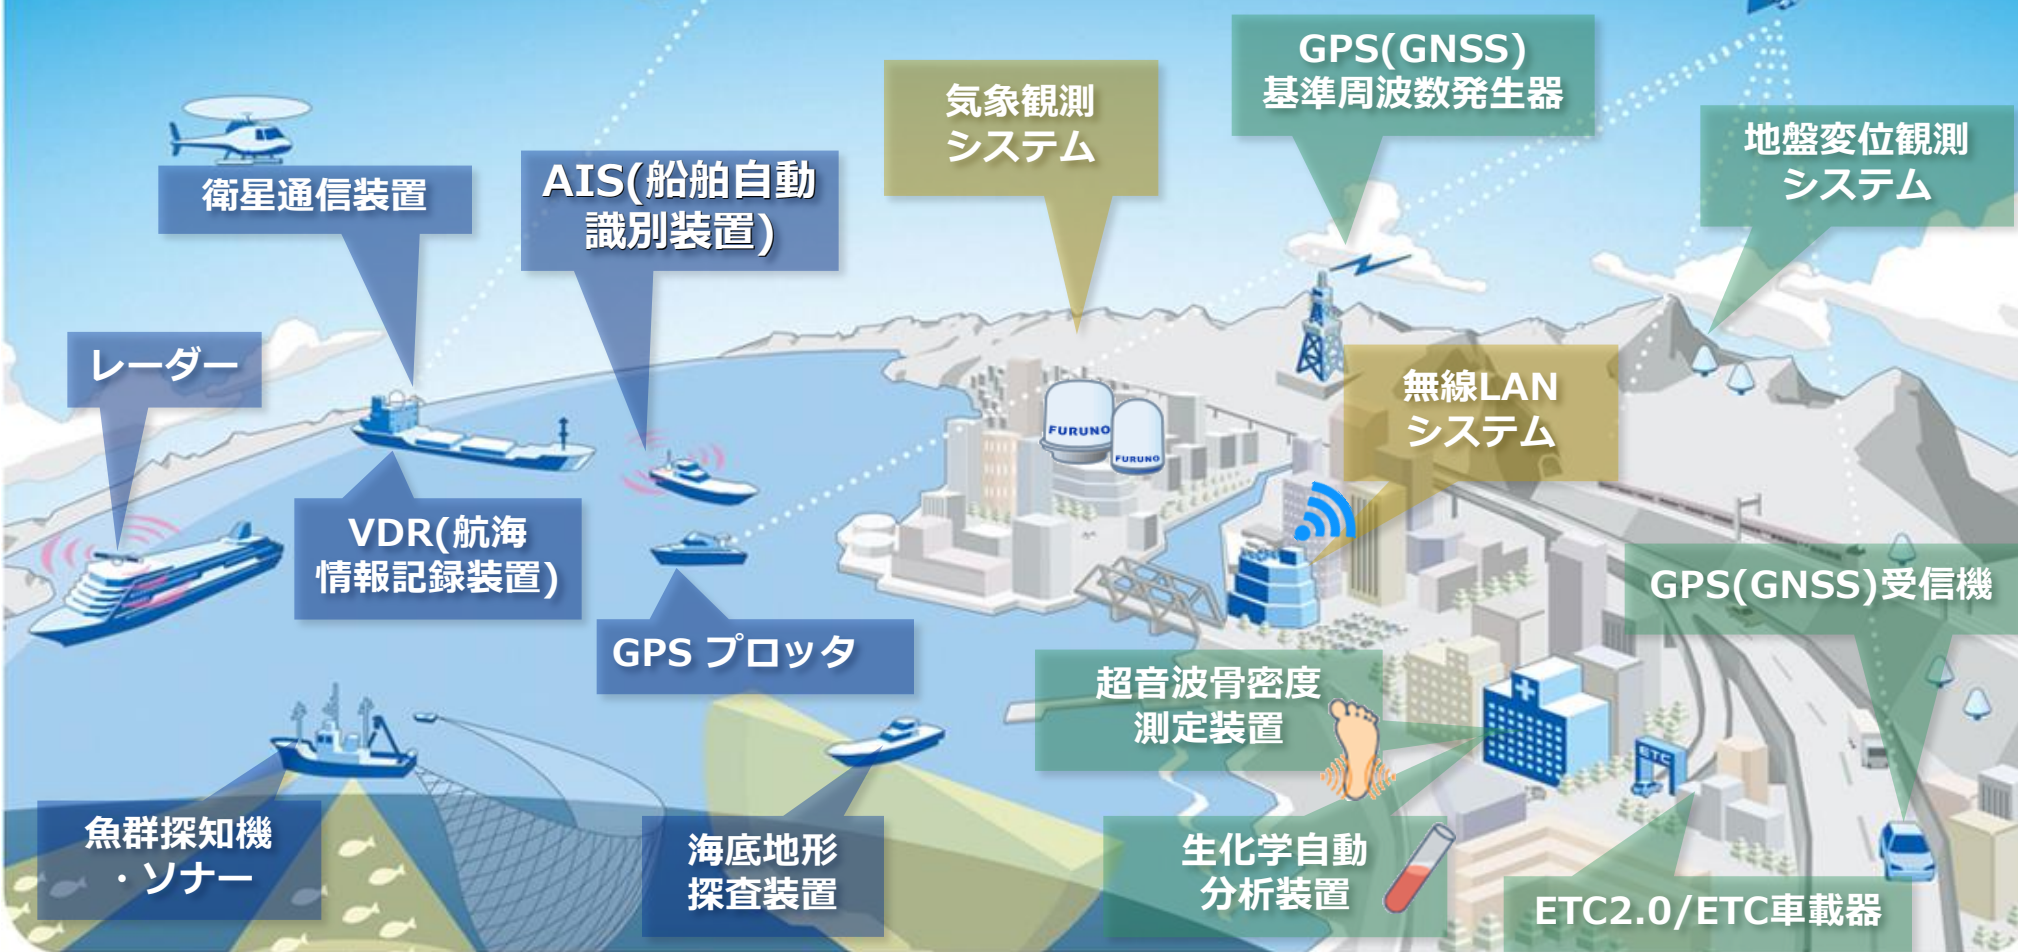 GPS(GNSS)
基準周波数発生器
気象観測
システム
地盤変位観測
システム
衛星通信装置
AIS(船舶自動
識別装置)
レーダー
無線LAN
システム
FURUNO
FURUNO
VDR(航海
情報記録装置)
GPS(GNSS)受信機
GPS プロッタ
超音波骨密度
測定装置
ETC
魚群探知機
・ソナー
海底地形
探査装置
生化学自動
分析装置
ETC2.0/ETC車載器